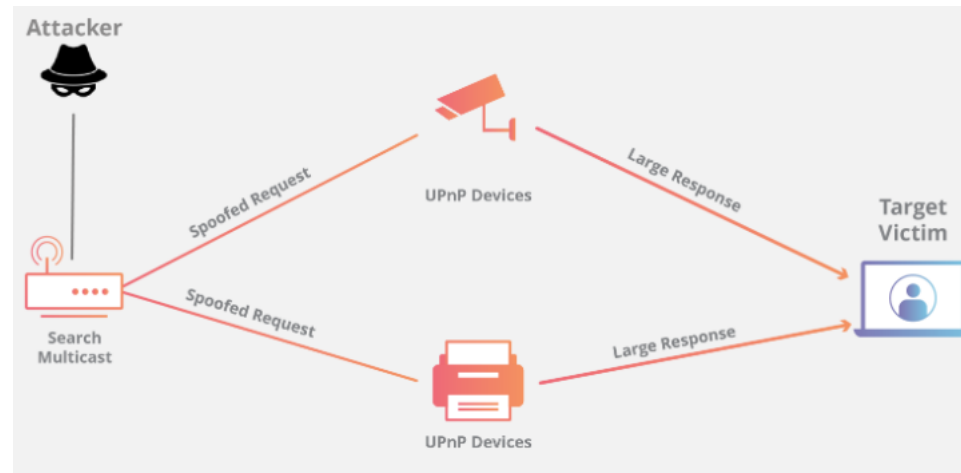 Attacker
Spoofed Request
UPnP Devices
Large Response
Target
Victim
Search
Multicast
Spoofed Request
Large Response
UPnP Devices